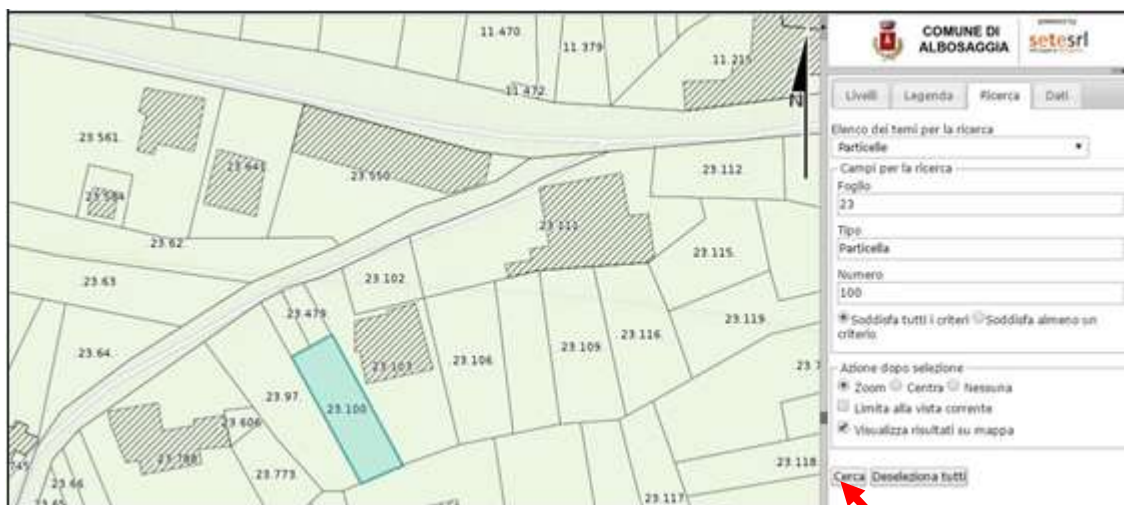 11 470
11 379
11 215
11 472
N
23 561
23 641
23 550
23 584
23 112
23 111
23 62
23 115
23 63
23 102
23 479
23 119
23 64
23 116
23 109
23 106
23 103
23 97
23 100
23 606
23 788
23 773
23 118
23 66
23 117
powered by
COMUNE DI
ALBOSAGGIA
setesrl
Livelli Legenda Ricerca Dati
Elenco dei temi per la ricerca
Particelle
Campi per la ricerca
Foglio
23
Tipo
Particella
Numero
100
Soddisfa tutti i criteri Soddisfa almeno un
criterio
Azione dopo selezione
Zoom Centra Nessuna
Limita alla vista corrente
Visualizza risultati su mappa
Cerca Deseleziona tutti